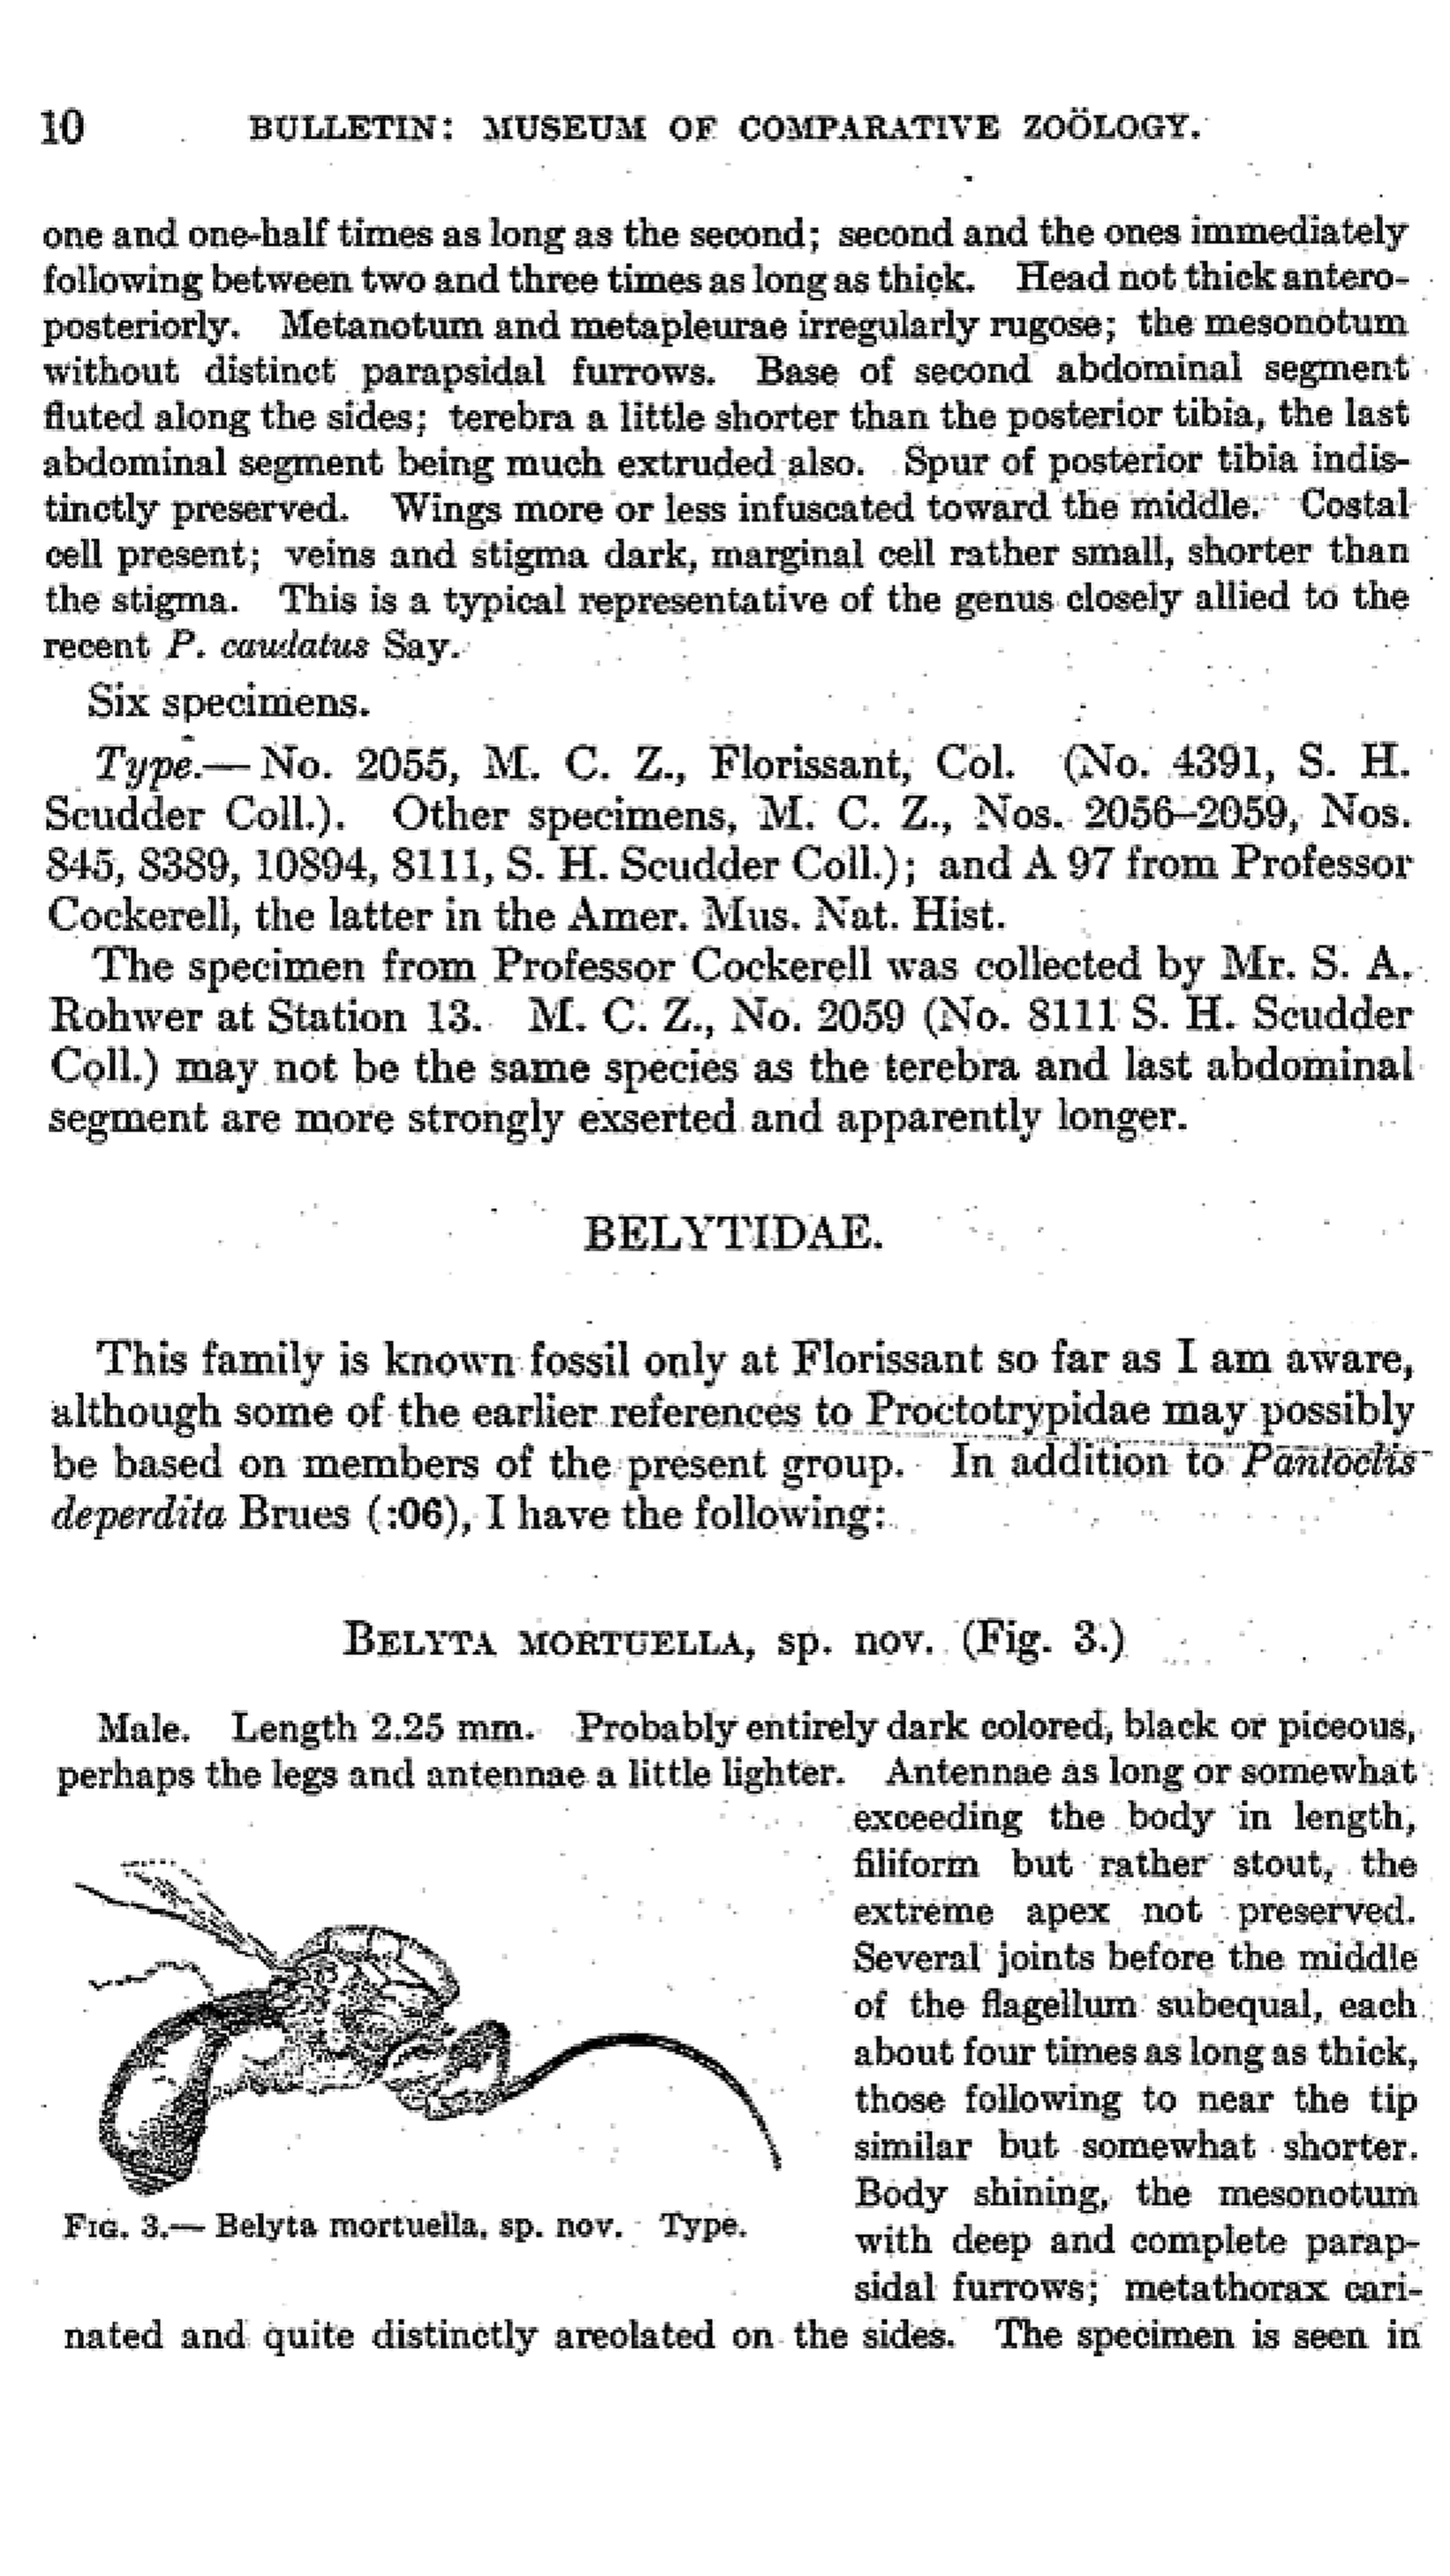 10 BULLETIN: MUSEUM OF COMPARATIVE ZOÖLOGY.
one and one-half times as long as the second; second and the ones immediately
following between two and three times as long as thick. Head not thick antero-
posteriorly. Metanotum and metapleurae irregularly rugose; the mesonotum
without distinct parapsidal furrows. Base of second abdominal segment
fluted along the sides; terebra a little shorter than the posterior tibia, the last
abdominal segment being much extruded also. Spur of posterior tibia indis-
tinctly preserved. Wings more or less infuscated toward the middle. Costal
cell present; veins and stigma dark, marginal cell rather small, shorter than
the stigma. This is a typical representative of the genus closely allied to the
recent P. caudatus Say.
Six specimens.
Type.— No. 2055, M. C. Z., Florissant, Col. (No. 4391, S. H.
Scudder Coll.). Other specimens, M. C. Z., Nos. 2056–2059, Nos.
845, 8389, 10894, 8111, S. H. Scudder Coll.); and A 97 from Professor
Cockerell, the latter in the Amer. Mus. Nat. Hist.
The specimen from Professor Cockerell was collected by Mr. S. A.
Rohwer at Station 13. M. C. Z., No. 2059 (No. 8111 S. H. Scudder
Coll.) may not be the same species as the terebra and last abdominal
segment are more strongly exserted and apparently longer.
BELYTIDAE.
This family is known fossil only at Florissant so far as I am aware,
although some of the earlier references to Proctotrypidae may possibly
be based on members of the present group. In addition to Pantoclis
deperdita Brues (:06), I have the following:
BELYTA MORTUELLA, sp. nov. (Fig. 3.)
Male. Length 2.25 mm. Probably entirely dark colored, black or piceous,
perhaps the legs and antennae a little lighter. Antennae as long or somewhat
exceeding the body in length,
filiform but rather stout, the
extreme apex not preserved.
Several joints before the middle
of the flagellum subequal, each
about four times as long as thick,
those following to near the tip
similar but somewhat shorter.
Body shining, the mesonotum
with deep and complete parap-
sidal furrows; metathorax cari-
FIG. 3.— Belyta mortuella, sp. nov. Type.
nated and quite distinctly areolated on the sides. The specimen is seen in